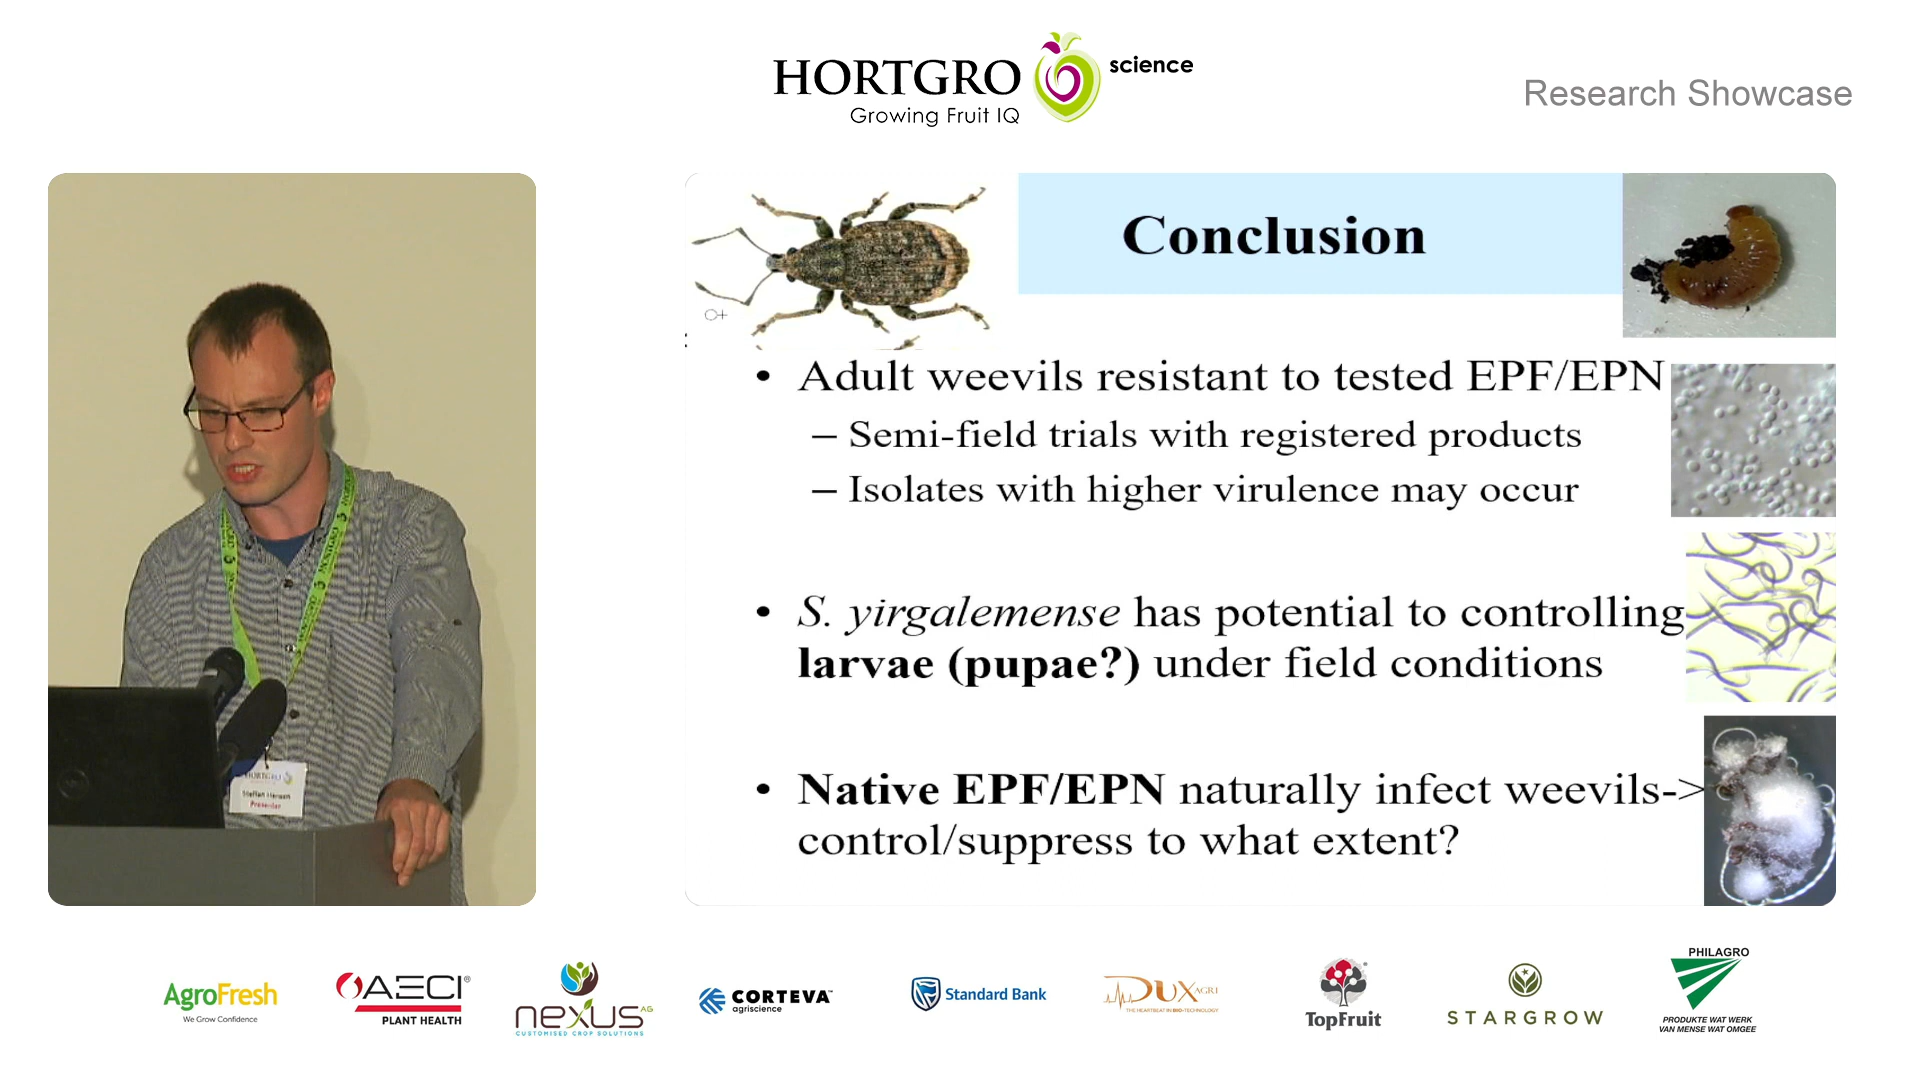 HORTGRO science
Growing Fruit IQ
Research Showcase
Conclusion
♀
• Adult weevils resistant to tested EPF/EPN
– Semi-field trials with registered products
– Isolates with higher virulence may occur
• S. yirgalemense has potential to controlling
larvae (pupae?) under field conditions
• Native EPF/EPN naturally infect weevils->
control/suppress to what extent?
HORTGRO
Presenter
AgroFresh
We Grow Confidence
AECI®
PLANT HEALTH
nexus AG
CUSTOMISED CROP SOLUTIONS
CORTEVA™
agriscience
Standard Bank
DUX AGRI
THE HEARTBEAT IN BIO-TECHNOLOGY
TopFruit
STARGROW
PHILAGRO
PRODUKTE WAT WERK
VAN MENSE WAT OMGEE